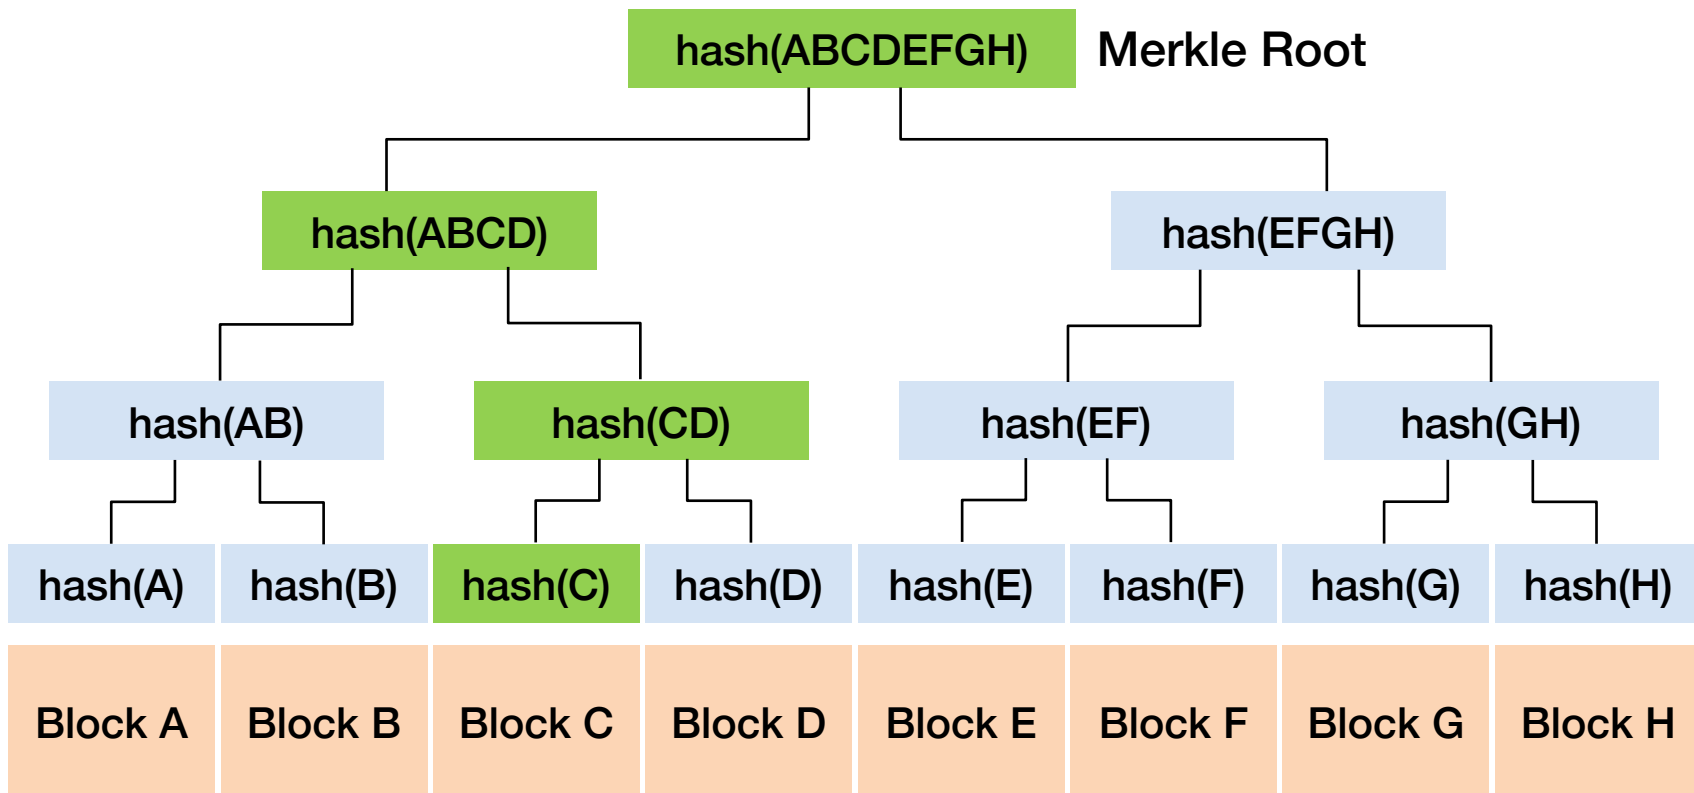 hash(ABCDEFGH) Merkle Root
hash(ABCD) hash(EFGH)
hash(AB) hash(CD) hash(EF) hash(GH)
hash(A) hash(B) hash(C) hash(D) hash(E) hash(F) hash(G) hash(H)
Block A Block B Block C Block D Block E Block F Block G Block H